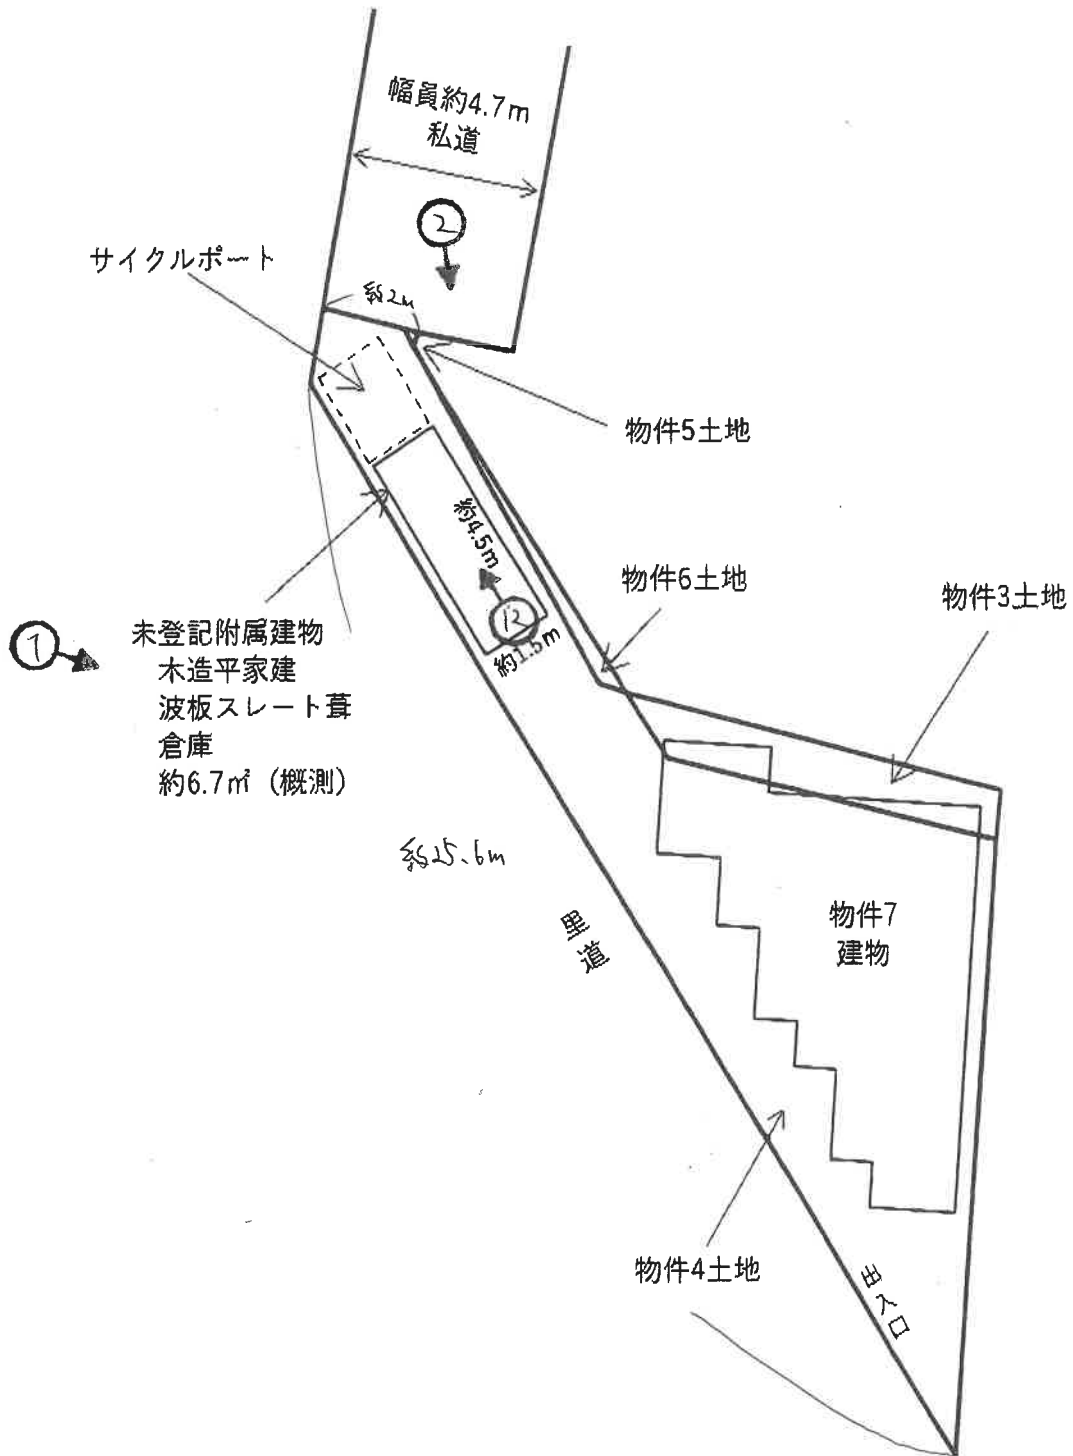 幅員約4.7m
私道
②
サイクルポート
約2m
物件5土地
約4.5m
物件6土地
物件3土地
⑫
約1.5m
①
未登記附属建物
木造平家建
波板スレート葺
倉庫
約6.7㎡（概測）
約25.6m
里道
物件7
建物
物件4土地
出入口